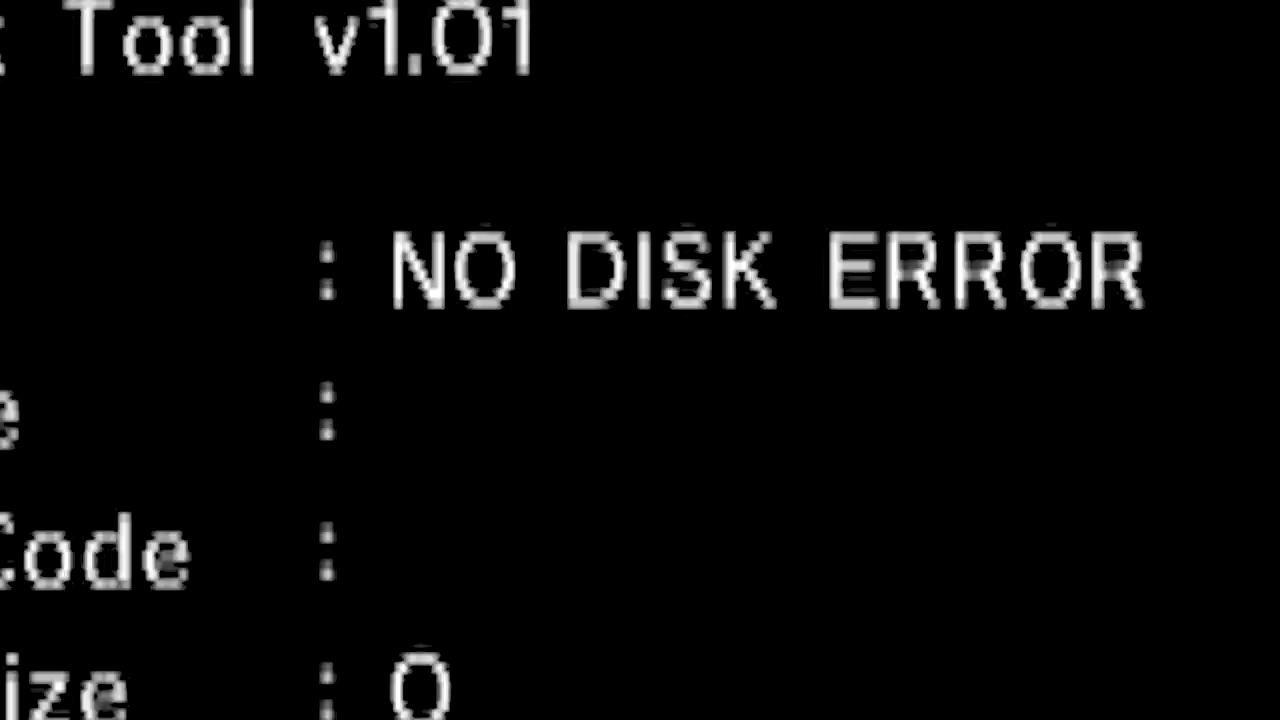 Tool v1.01
: NO DISK ERROR
:
Code :
ize : 0